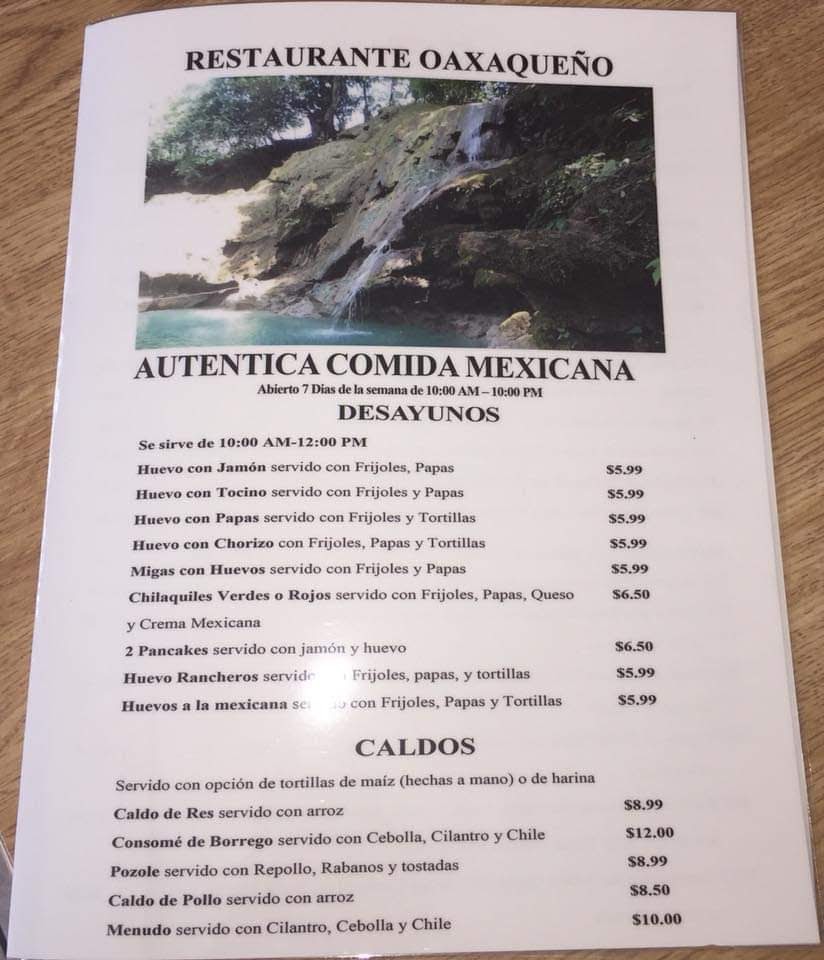 RESTAURANTE OAXAQUEÑO
AUTENTICA COMIDA MEXICANA
Abierto 7 Dias de la semana de 10:00 AM – 10:00 PM
DESAYUNOS
Se sirve de 10:00 AM-12:00 PM
Huevo con Jamón servido con Frijoles, Papas $5.99
Huevo con Tocino servido con Frijoles y Papas $5.99
Huevo con Papas servido con Frijoles y Tortillas $5.99
Huevo con Chorizo con Frijoles, Papas y Tortillas $5.99
Migas con Huevos servido con Frijoles y Papas $5.99
Chilaquiles Verdes o Rojos servido con Frijoles, Papas, Queso $6.50
y Crema Mexicana
2 Pancakes servido con jamón y huevo $6.50
Huevo Rancheros Frijoles, papas, y tortillas $5.99
Huevos a la mexicana con Frijoles, Papas y Tortillas $5.99
CALDOS
Servido con opción de tortillas de maíz (hechas a mano) o de harina
Caldo de Res servido con arroz $8.99
Consomé de Borrego servido con Cebolla, Cilantro y Chile $12.00
Pozole servido con Repollo, Rabanos y tostadas $8.99
Caldo de Pollo servido con arroz $8.50
Menudo servido con Cilantro, Cebolla y Chile $10.00